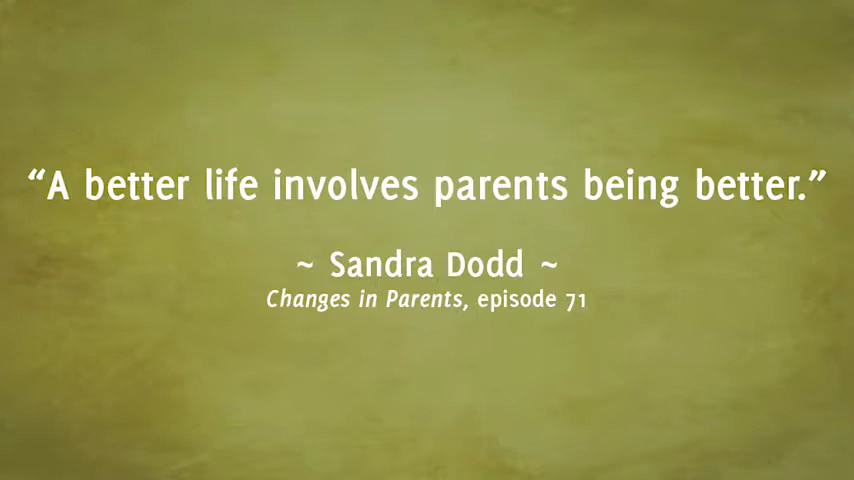 “A better life involves parents being better.”
~ Sandra Dodd ~
Changes in Parents, episode 71